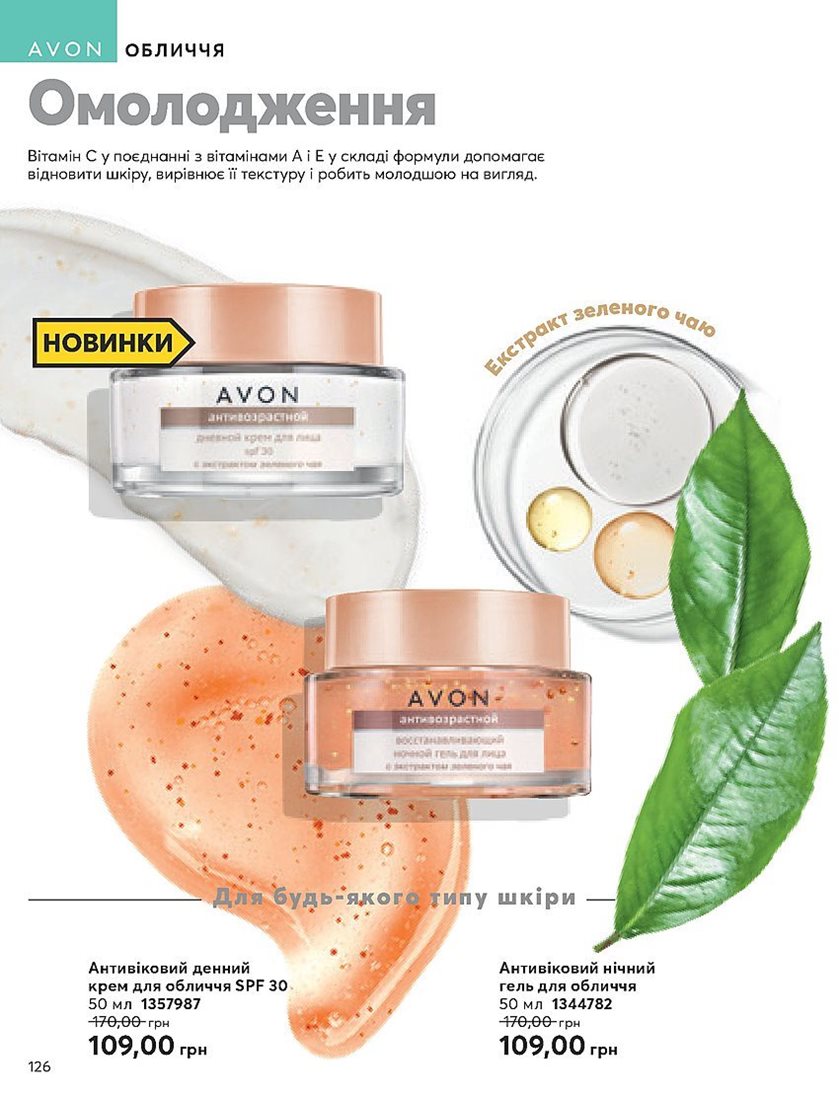 AVON ОБЛИЧЧЯ
Омолодження
Вітамін С у поєднанні з вітамінами А і Е у складі формули допомагає
відновити шкіру, вирівнює її текстуру і робить молодшою на вигляд.
Екстракт зеленого чаю
НОВИНКИ
AVON
антивозрастной
дневной крем для лица
spf 30
с экстрактом зеленого чая
AVON
антивозрастной
восстанавливающий
ночной гель для лица
с экстрактом зеленого чая
Для будь-якого типу шкіри
Антивіковий денний
крем для обличчя SPF 30
50 мл 1357987
170,00 грн
109,00 грн
Антивіковий нічний
гель для обличчя
50 мл 1344782
170,00 грн
109,00 грн
126